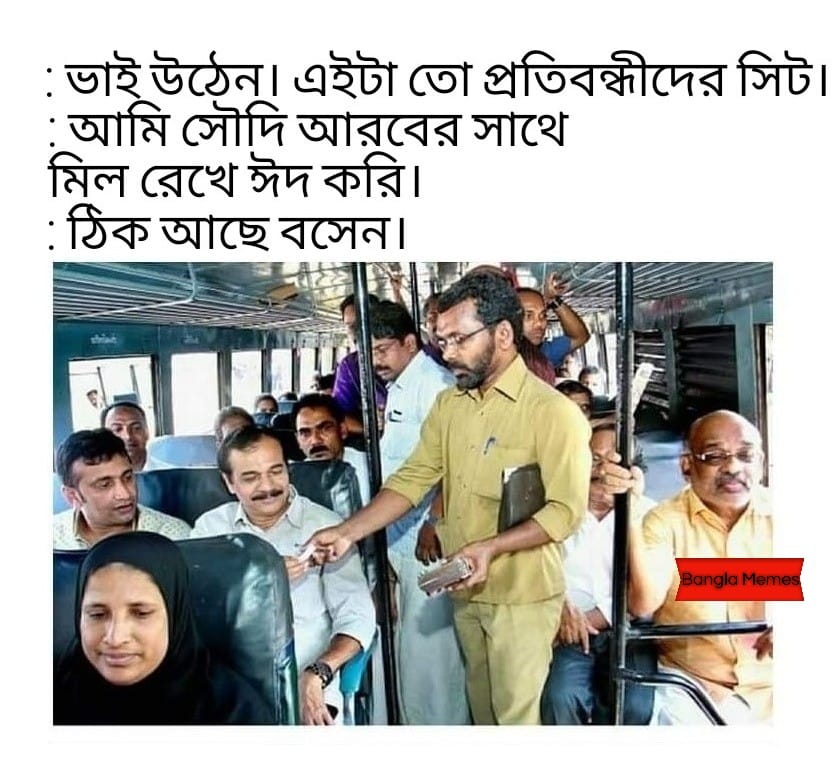 : ভাই উঠেন। এইটা তো প্রতিবন্ধীদের সিট।
: আমি সৌদি আরবের সাথে
মিল রেখে ঈদ করি।
: ঠিক আছে বসেন।
Bangla Memes